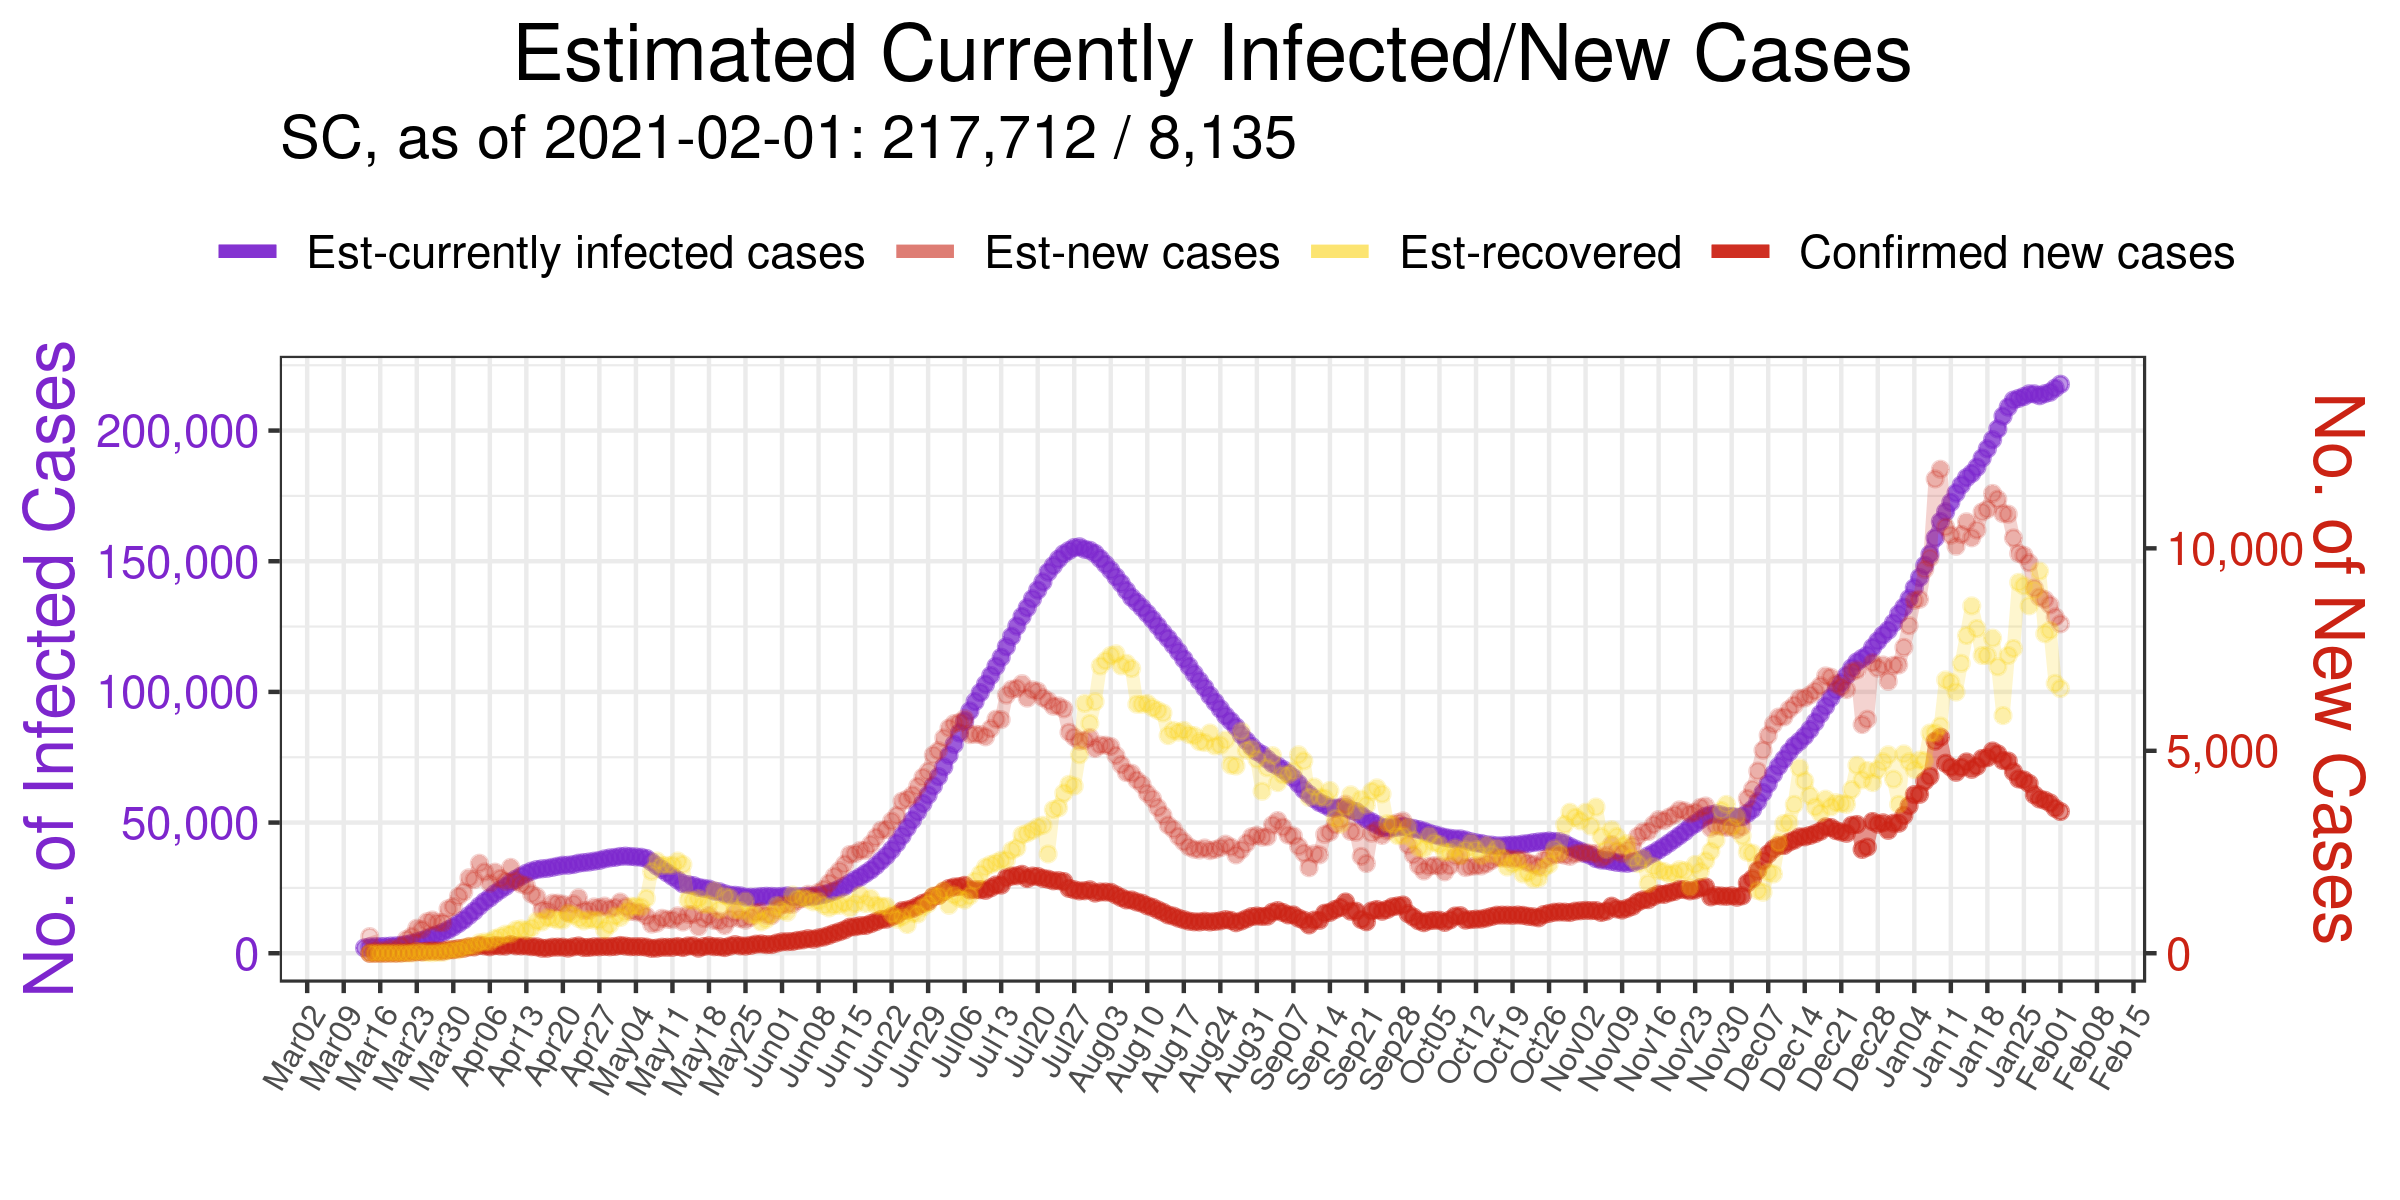 Estimated Currently Infected/New Cases
SC, as of 2021-02-01: 217,712 / 8,135
Est-currently infected cases Est-new cases Est-recovered Confirmed new cases
No. of Infected Cases
200,000
150,000
100,000
50,000
0
10,000
5,000
0
No. of New Cases
Mar02 Mar09 Mar16 Mar23 Mar30 Apr06 Apr13 Apr20 Apr27 May04 May11 May18 May25 Jun01 Jun08 Jun15 Jun22 Jun29 Jul06 Jul13 Jul20 Jul27 Aug03 Aug10 Aug17 Aug24 Aug31 Sep07 Sep14 Sep21 Sep28 Oct05 Oct12 Oct19 Oct26 Nov02 Nov09 Nov16 Nov23 Nov30 Dec07 Dec14 Dec21 Dec28 Jan04 Jan11 Jan18 Jan25 Feb01 Feb08 Feb15